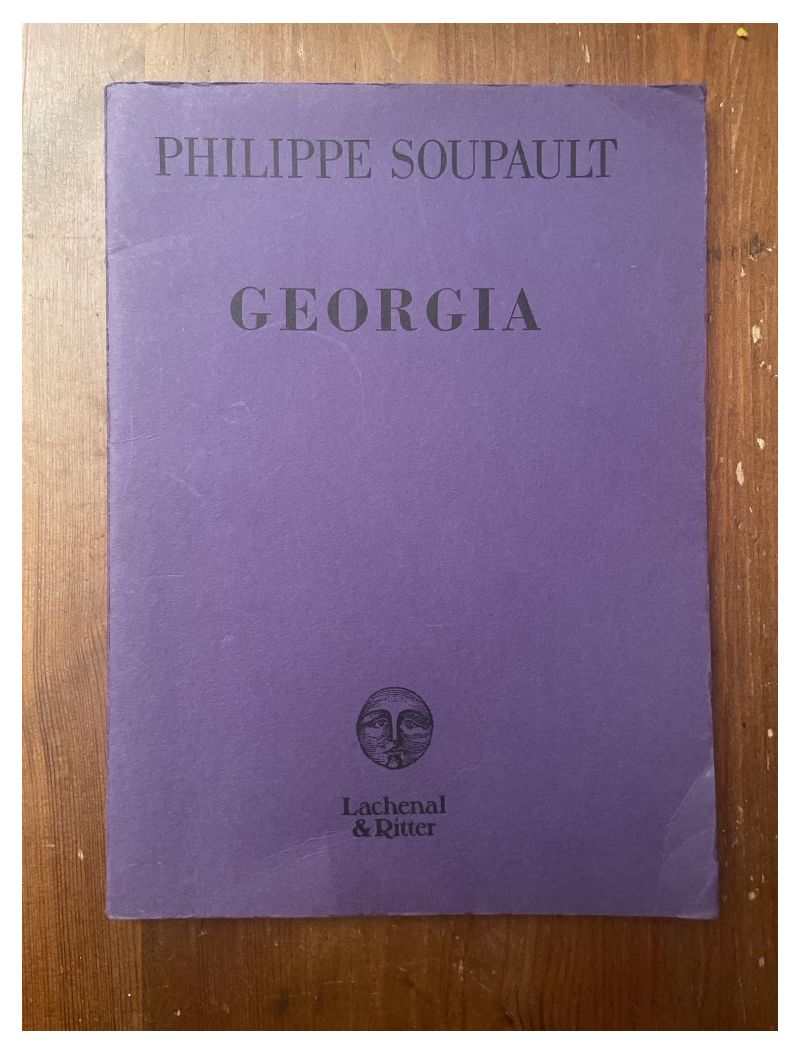 PHILIPPE SOUPAULT
GEORGIA
Lachenal
& Ritter